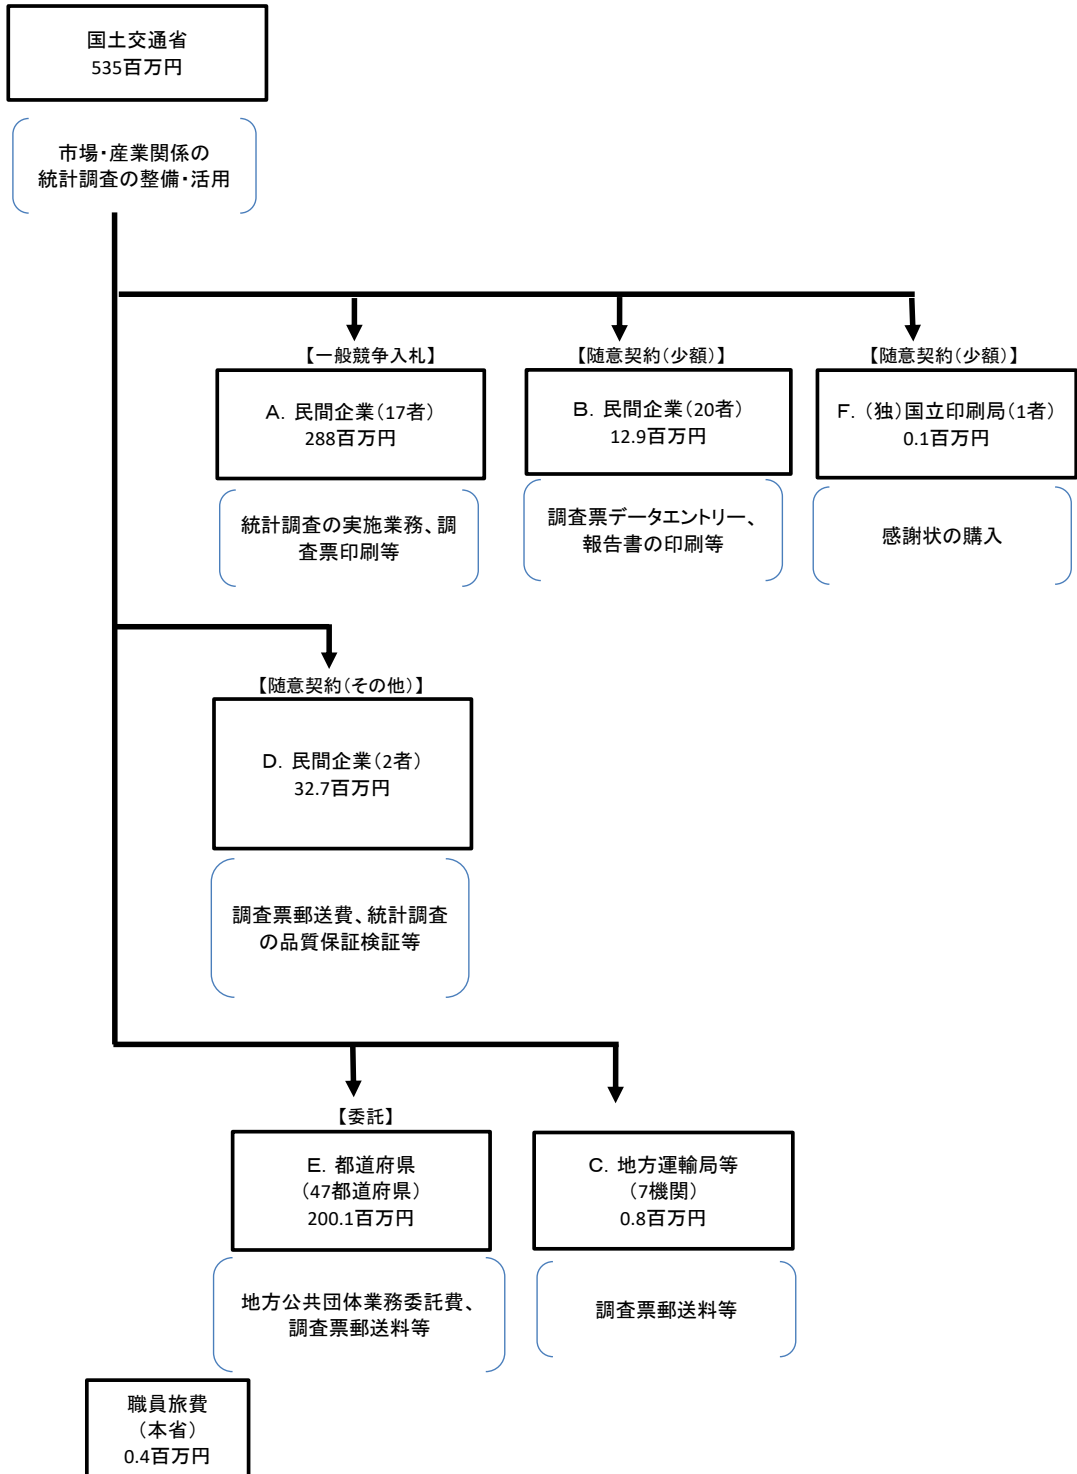 国土交通省
535百万円
市場・産業関係の
統計調査の整備・活用
【一般競争入札】
A. 民間企業(17者)
288百万円
統計調査の実施業務、調
査票印刷等
【随意契約(少額)】
B. 民間企業(20者)
12.9百万円
調査票データエントリー、
報告書の印刷等
【随意契約(少額)】
F. (独)国立印刷局(1者)
0.1百万円
感謝状の購入
【随意契約(その他)】
D. 民間企業(2者)
32.7百万円
調査票郵送費、統計調査
の品質保証検証等
【委託】
E. 都道府県
(47都道府県)
200.1百万円
地方公共団体業務委託費、
調査票郵送料等
C. 地方運輸局等
(7機関)
0.8百万円
調査票郵送料等
職員旅費
(本省)
0.4百万円